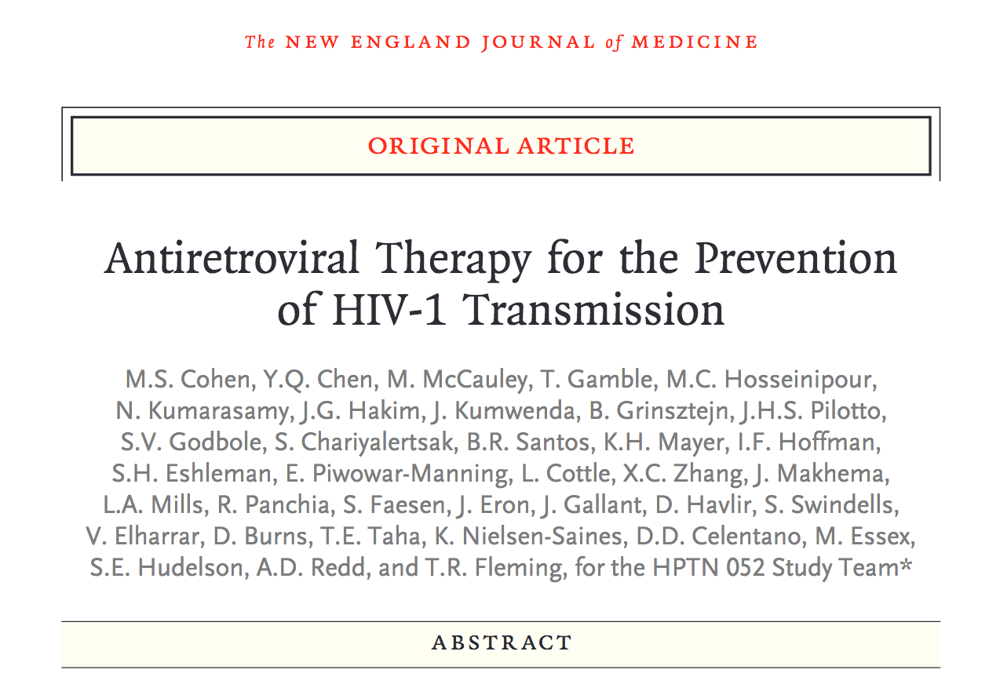 The NEW ENGLAND JOURNAL of MEDICINE
ORIGINAL ARTICLE
Antiretroviral Therapy for the Prevention
of HIV-1 Transmission
M.S. Cohen, Y.Q. Chen, M. McCauley, T. Gamble, M.C. Hosseinipour,
N. Kumarasamy, J.G. Hakim, J. Kumwenda, B. Grinsztejn, J.H.S. Pilotto,
S.V. Godbole, S. Chariyalertsak, B.R. Santos, K.H. Mayer, I.F. Hoffman,
S.H. Eshleman, E. Piwowar-Manning, L. Cottle, X.C. Zhang, J. Makhema,
L.A. Mills, R. Panchia, S. Faesen, J. Eron, J. Gallant, D. Havlir, S. Swindells,
V. Elharrar, D. Burns, T.E. Taha, K. Nielsen-Saines, D.D. Celentano, M. Essex,
S.E. Hudelson, A.D. Redd, and T.R. Fleming, for the HPTN 052 Study Team*
ABSTRACT